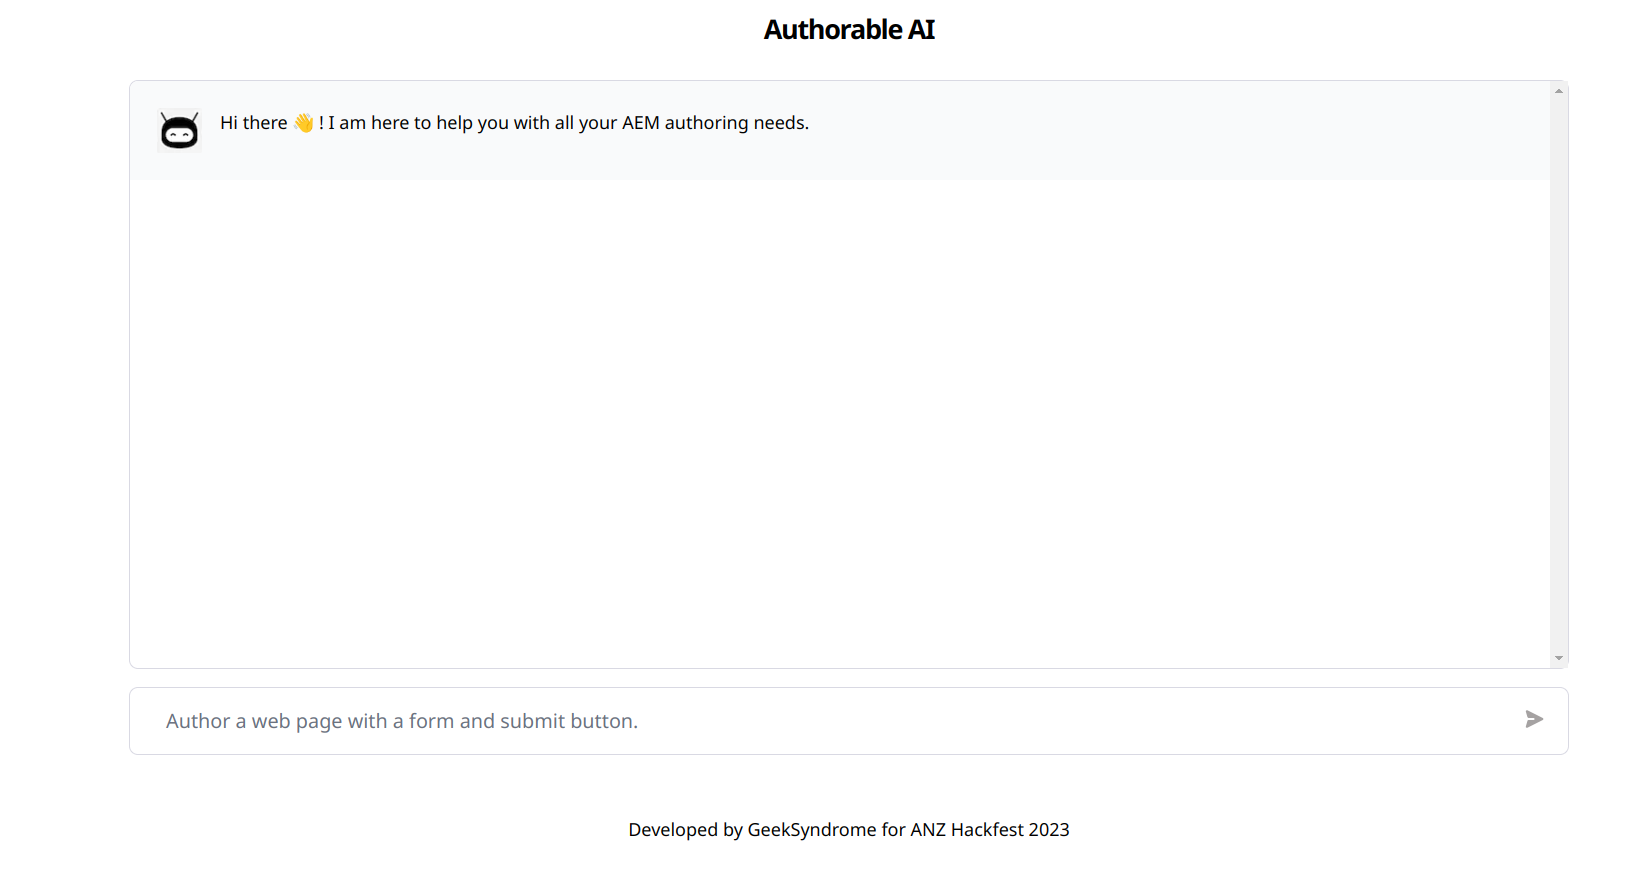 Authorable AI
Hi there 👋 ! I am here to help you with all your AEM authoring needs.
Author a web page with a form and submit button.
Developed by GeekSyndrome for ANZ Hackfest 2023